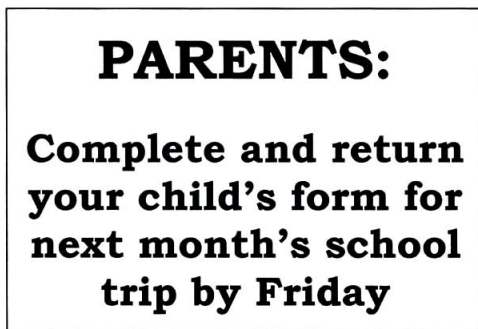 PARENTS:
Complete and return
your child's form for
next month's school
trip by Friday